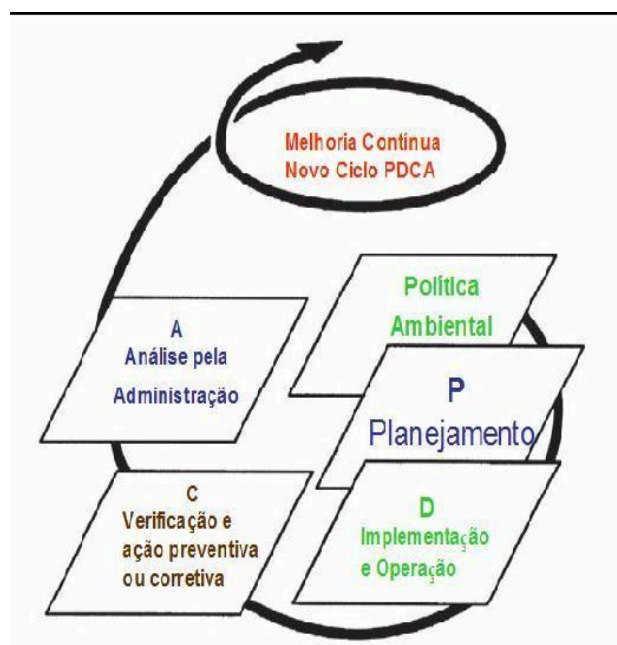 Melhoria Contínua
Novo Ciclo PDCA
Política
Ambiental
P
Planejamento
D
Implementação
e Operação
C
Verificação e
ação preventiva
ou corretiva
A
Análise pela
Administração